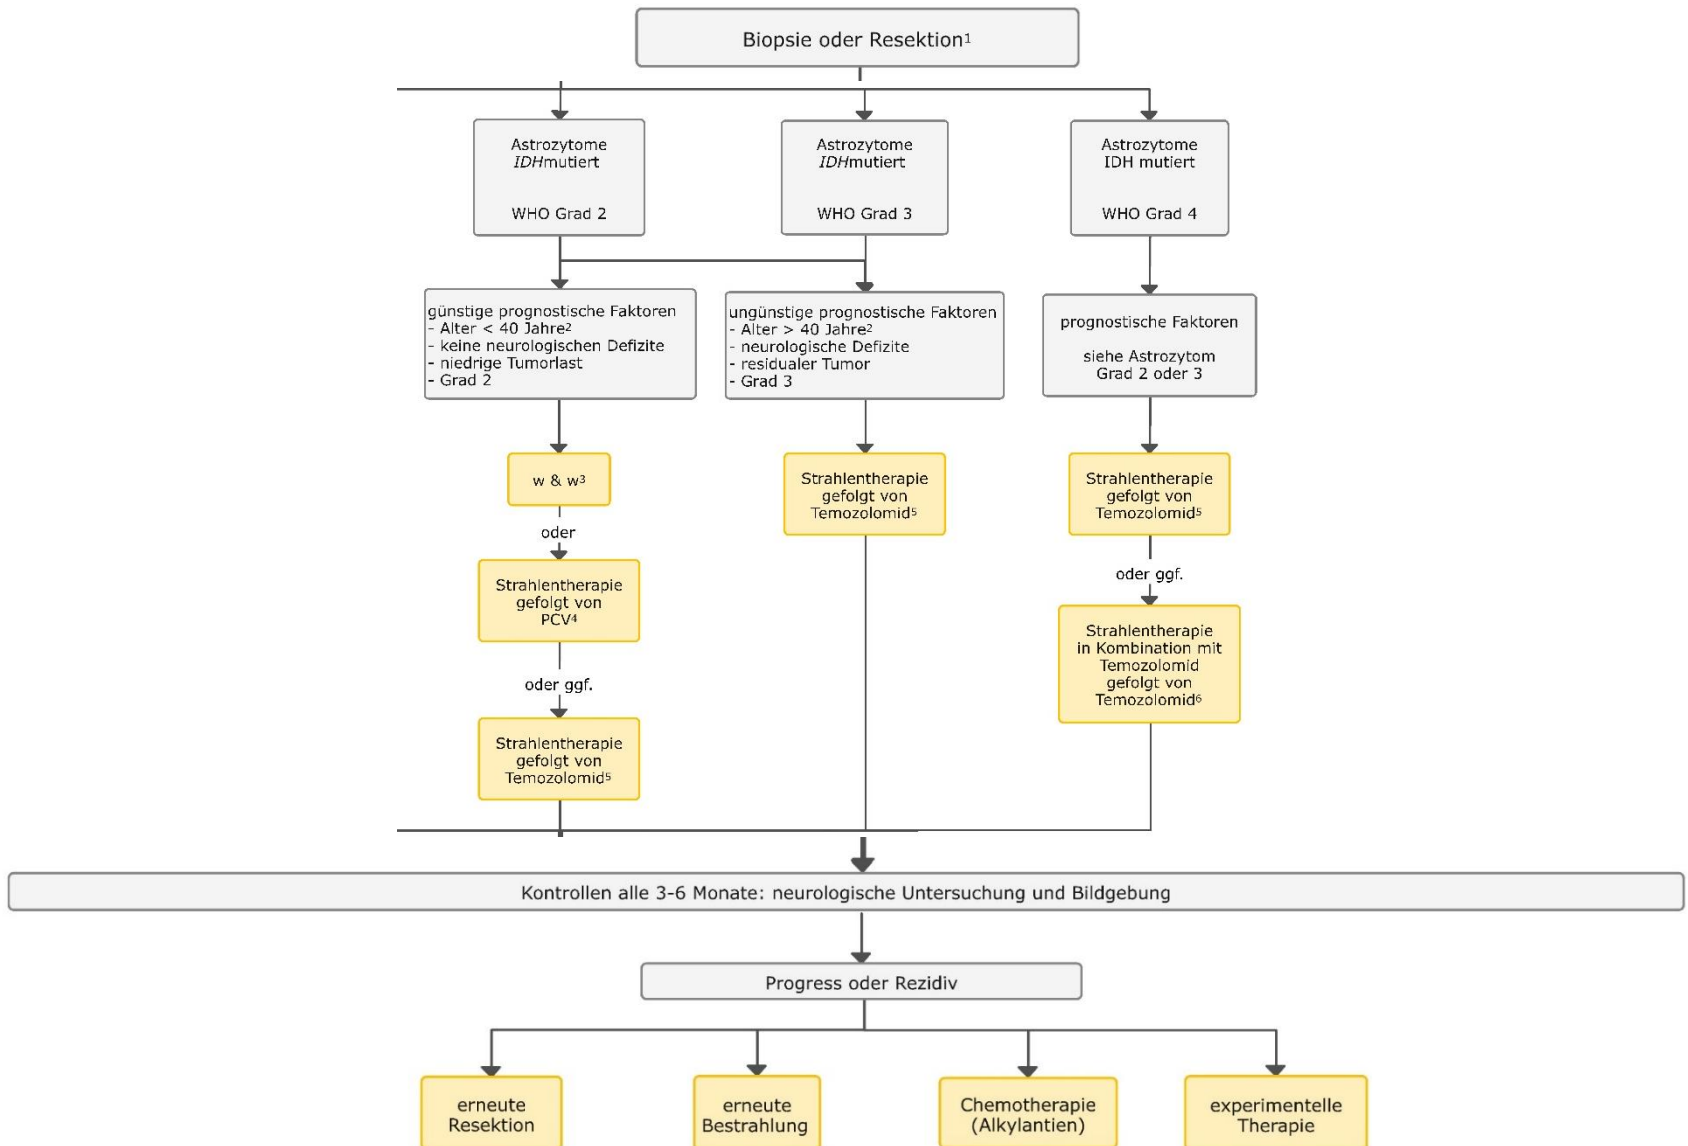 Biopsie oder Resektion¹
Astrozytome
IDHmutiert
WHO Grad 2
Astrozytome
IDHmutiert
WHO Grad 3
Astrozytome
IDH mutiert
WHO Grad 4
günstige prognostische Faktoren
- Alter < 40 Jahre²
- keine neurologischen Defizite
- niedrige Tumorlast
- Grad 2
ungünstige prognostische Faktoren
- Alter > 40 Jahre²
- neurologische Defizite
- residualer Tumor
- Grad 3
prognostische Faktoren
siehe Astrozytom
Grad 2 oder 3
w & w³
oder
Strahlentherapie
gefolgt von
PCV⁴
oder ggf.
Strahlentherapie
gefolgt von
Temozolomid⁵
Strahlentherapie
gefolgt von
Temozolomid⁵
Strahlentherapie
gefolgt von
Temozolomid⁵
oder ggf.
Strahlentherapie
in Kombination mit
Temozolomid
gefolgt von
Temozolomid⁶
Kontrollen alle 3-6 Monate: neurologische Untersuchung und Bildgebung
Progress oder Rezidiv
erneute
Resektion
erneute
Bestrahlung
Chemotherapie
(Alkylantien)
experimentelle
Therapie